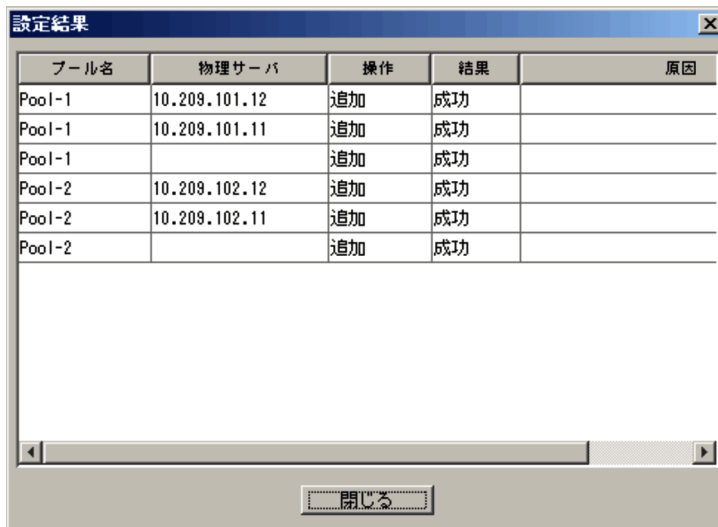 設定結果
プール名 物理サーバ 操作 結果 原因
Pool-1 10.209.101.12 追加 成功
Pool-1 10.209.101.11 追加 成功
Pool-1 追加 成功
Pool-2 10.209.102.12 追加 成功
Pool-2 10.209.102.11 追加 成功
Pool-2 追加 成功
閉じる